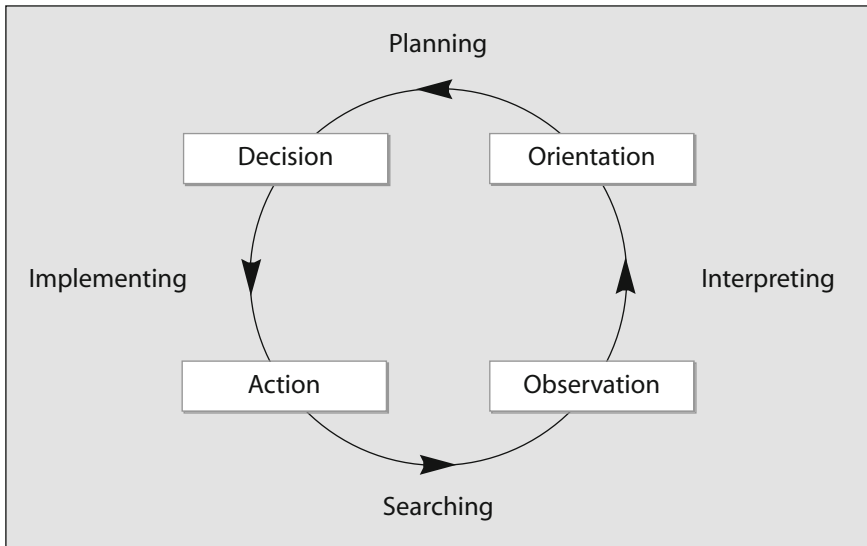 Planning
Decision
Orientation
Implementing
Interpreting
Action
Observation
Searching